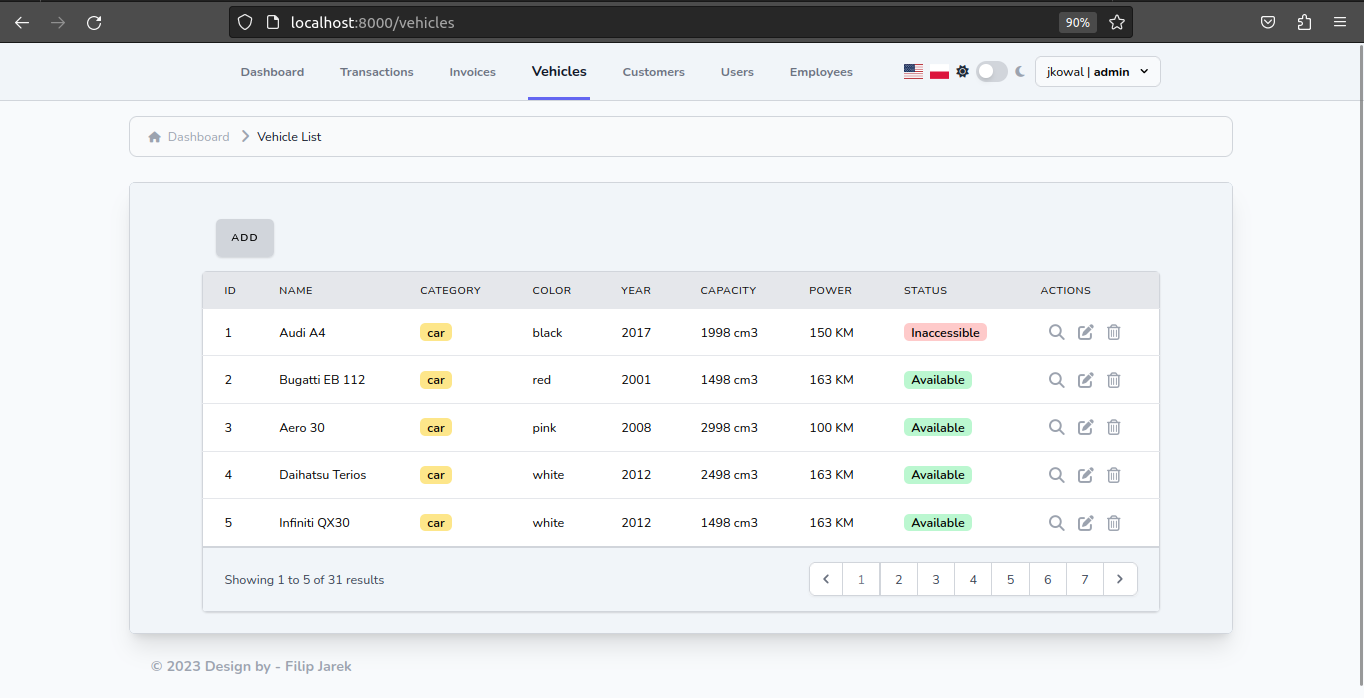 localhost:8000/vehicles 90%
Dashboard Transactions Invoices Vehicles Customers Users Employees jkowal | admin
Dashboard Vehicle List
ADD
ID NAME CATEGORY COLOR YEAR CAPACITY POWER STATUS ACTIONS
1 Audi A4 car black 2017 1998 cm3 150 KM Inaccessible
2 Bugatti EB 112 car red 2001 1498 cm3 163 KM Available
3 Aero 30 car pink 2008 2998 cm3 100 KM Available
4 Daihatsu Terios car white 2012 2498 cm3 163 KM Available
5 Infiniti QX30 car white 2012 1498 cm3 163 KM Available
Showing 1 to 5 of 31 results 1 2 3 4 5 6 7
© 2023 Design by - Filip Jarek